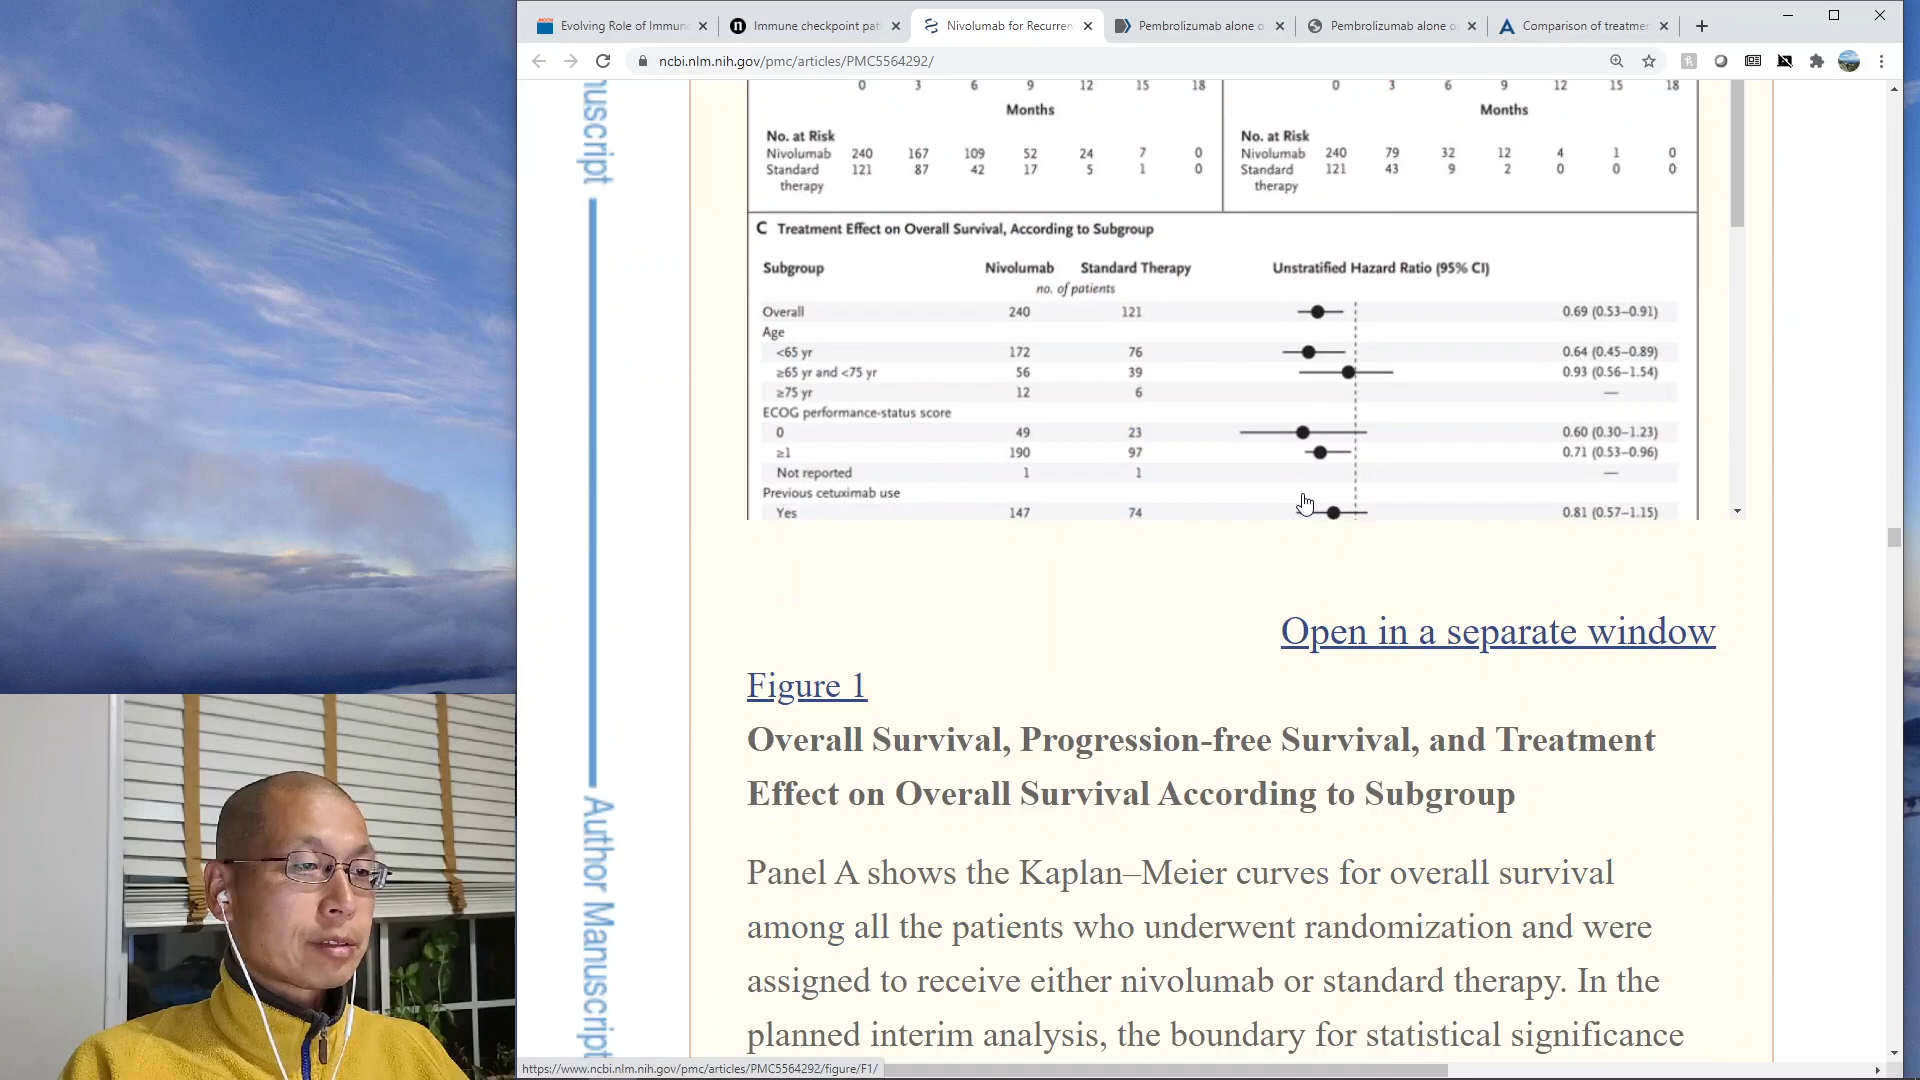 Evolving Role of Immun
Immune checkpoint pat
Nivolumab for Recurren
Pembrolizumab alone o
Pembrolizumab alone o
Comparison of treatmen
ncbi.nlm.nih.gov/pmc/articles/PMC5564292/
nuscript
Author Manuscript
0 3 6 9 12 15 18
Months
No. at Risk
Nivolumab 240 167 109 52 24 7 0
Standard therapy 121 87 42 17 5 1 0
0 3 6 9 12 15 18
Months
No. at Risk
Nivolumab 240 79 32 12 4 1 0
Standard therapy 121 43 9 2 0 0 0
C Treatment Effect on Overall Survival, According to Subgroup
Subgroup Nivolumab Standard Therapy Unstratified Hazard Ratio (95% CI)
no. of patients
Overall 240 121 0.69 (0.53–0.91)
Age
<65 yr 172 76 0.64 (0.45–0.89)
≥65 yr and <75 yr 56 39 0.93 (0.56–1.54)
≥75 yr 12 6 —
ECOG performance-status score
0 49 23 0.60 (0.30–1.23)
≥1 190 97 0.71 (0.53–0.96)
Not reported 1 1 —
Previous cetuximab use
Yes 147 74 0.81 (0.57–1.15)
Open in a separate window
Figure 1
Overall Survival, Progression-free Survival, and Treatment
Effect on Overall Survival According to Subgroup
Panel A shows the Kaplan–Meier curves for overall survival
among all the patients who underwent randomization and were
assigned to receive either nivolumab or standard therapy. In the
planned interim analysis, the boundary for statistical significance
https://www.ncbi.nlm.nih.gov/pmc/articles/PMC5564292/figure/F1/